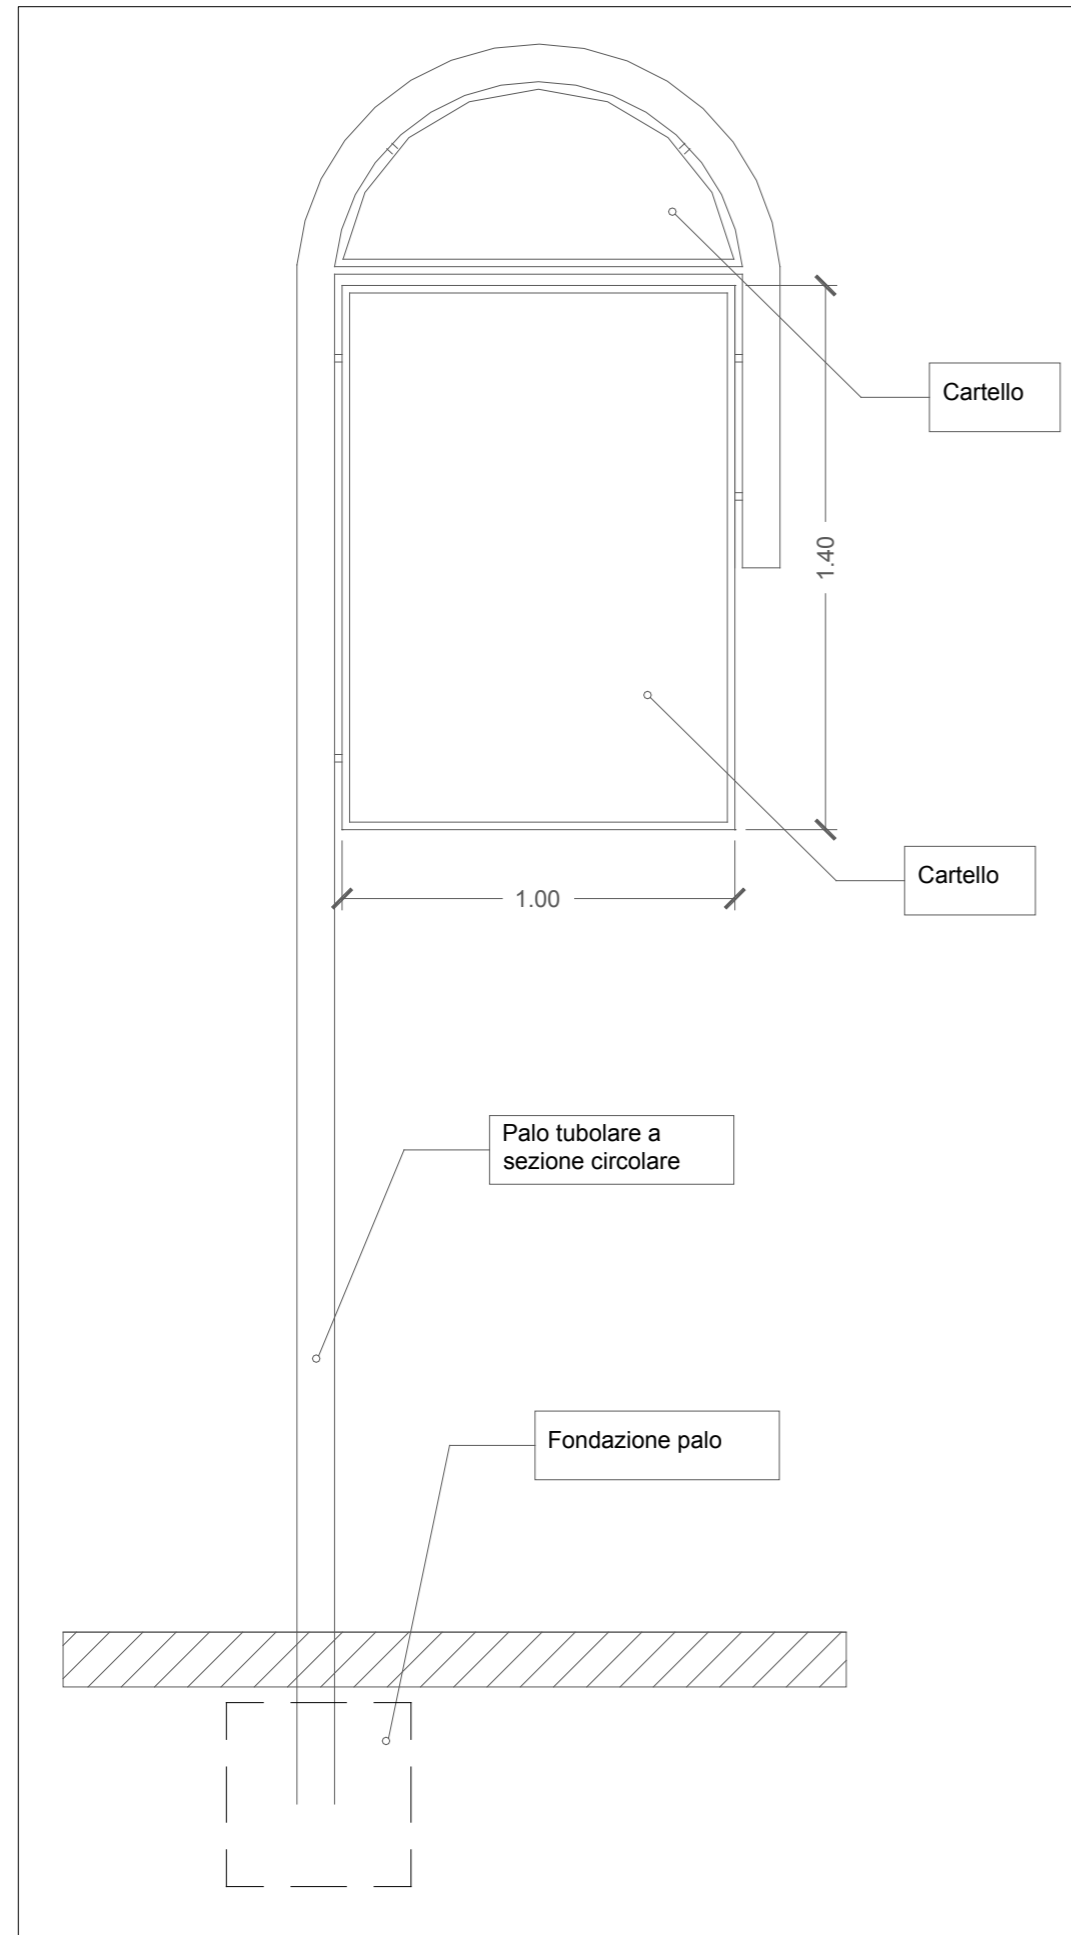 Cartello
1.40
Cartello
1.00
Palo tubolare a
sezione circolare
Fondazione palo